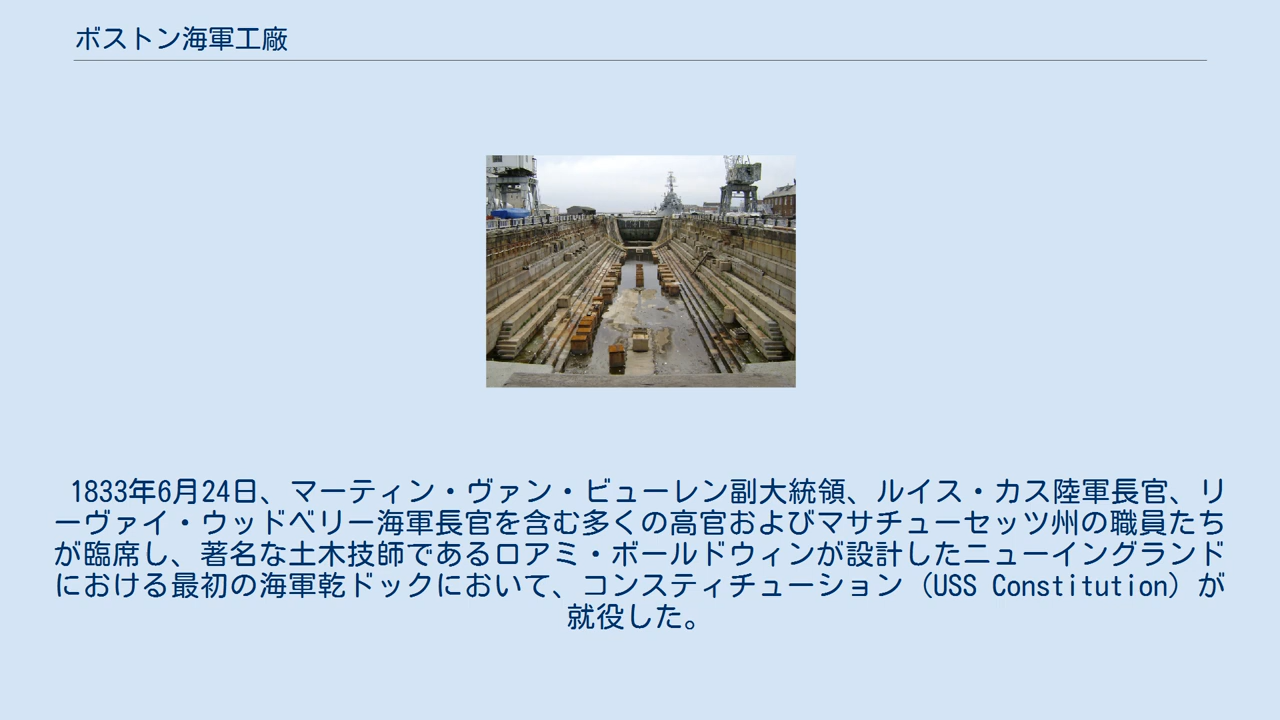 ボストン海軍工廠
1833年6月24日、マーティン・ヴァン・ビューレン副大統領、ルイス・カス陸軍長官、リ
ーヴァイ・ウッドベリー海軍長官を含む多くの高官およびマサチューセッツ州の職員たち
が臨席し、著名な土木技師であるロアミ・ボールドウィンが設計したニューイングランド
における最初の海軍乾ドックにおいて、コンスティチューション（USS Constitution）が
就役した。